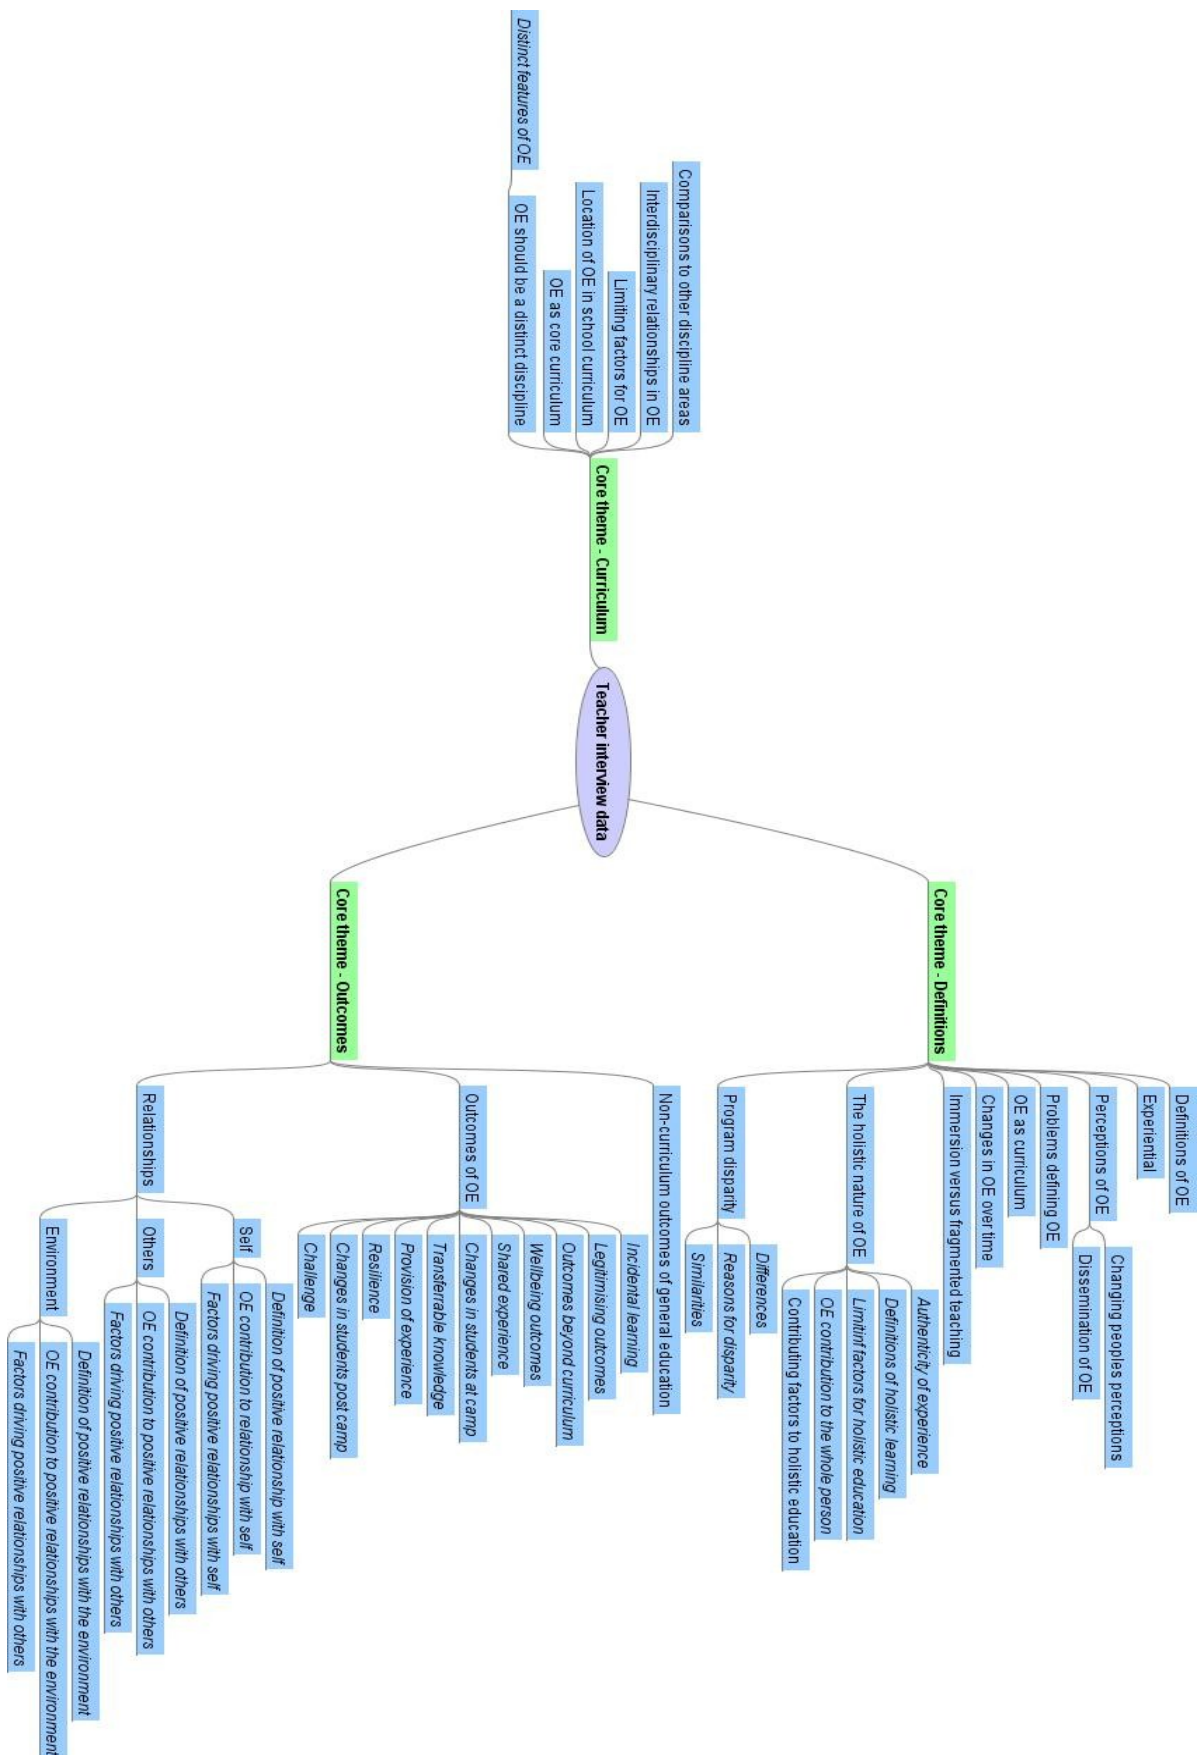 Teacher interview data
Core theme - Definitions
Definitions of OE
Experiential
Perceptions of OE
Changing peoples perceptions
Dissemination of OE
Problems defining OE
OE as curriculum
Changes in OE over time
Immersion versus fragmented teaching
The holistic nature of OE
Authenticity of experience
Definitions of holistic learning
Limitinf factors for holistic education
OE contribution to the whole person
Contributing factors to holistic education
Program disparity
Differences
Reasons for disparity
Similarities
Core theme - Outcomes
Non-curriculum outcomes of general education
Outcomes of OE
Incidental learning
Legitimising outcomes
Outcomes beyond curriculum
Wellbeing outcomes
Shared experience
Changes in students at camp
Transferrable knowledge
Provision of experience
Resilience
Changes in students post camp
Challenge
Relationships
Self
Definition of positive relationship with self
OE contribution to relationship with self
Factors driving positive relationships with self
Others
Definition of positive relationships with others
OE contribution to positive relationships with others
Factors driving positive relationships with others
Environment
Definition of positive relationships with the environment
OE contribution to positive relationships with the environment
Factors driving positive relationships with others
Core theme - Curriculum
Comparisons to other discipline areas
Interdisciplinary relationships in OE
Limiting factors for OE
Location of OE in school curriculum
OE as core curriculum
OE should be a distinct discipline
Distinct features of OE